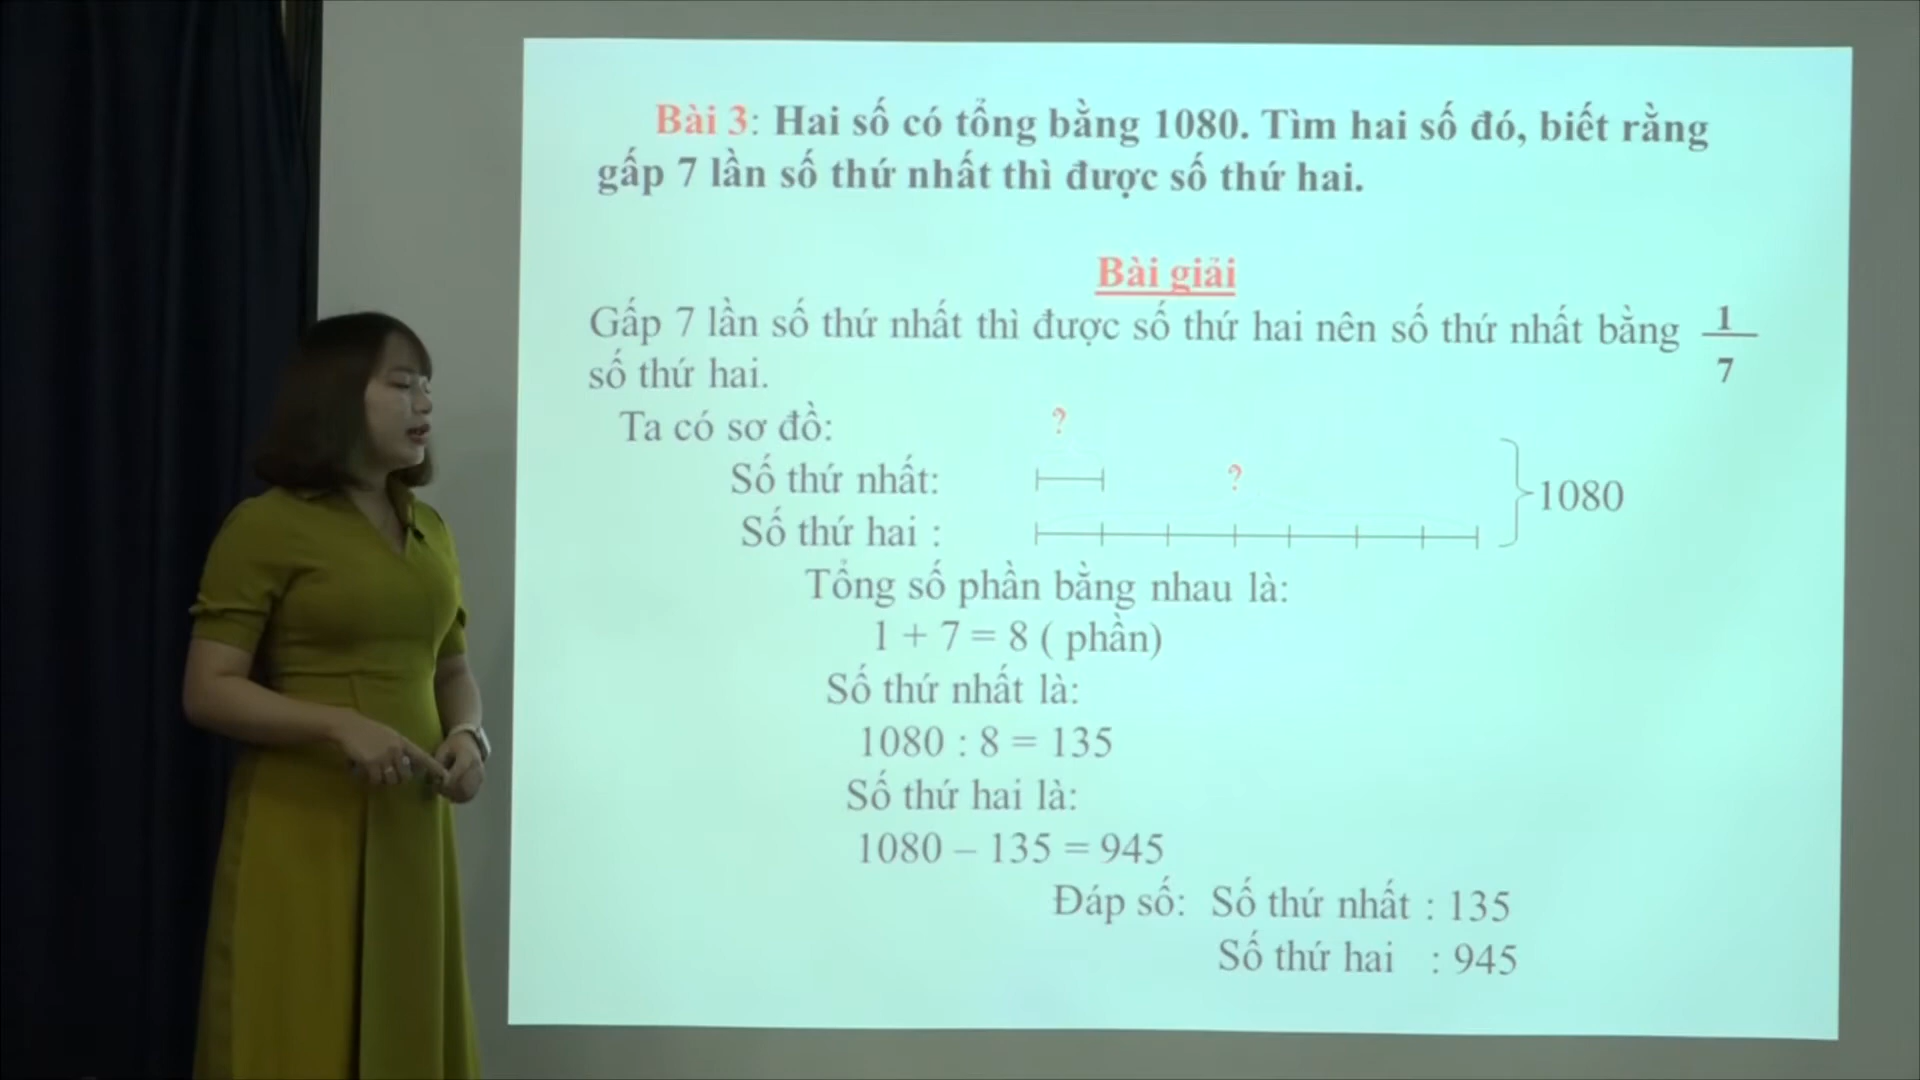 Bài 3: Hai số có tổng bằng 1080. Tìm hai số đó, biết rằng
gấp 7 lần số thứ nhất thì được số thứ hai.
Bài giải
Gấp 7 lần số thứ nhất thì được số thứ hai nên số thứ nhất bằng 1/7
số thứ hai.
Ta có sơ đồ:
?
Số thứ nhất:
?
1080
Số thứ hai :
Tổng số phần bằng nhau là:
1 + 7 = 8 ( phần)
Số thứ nhất là:
1080 : 8 = 135
Số thứ hai là:
1080 – 135 = 945
Đáp số: Số thứ nhất : 135
Số thứ hai : 945